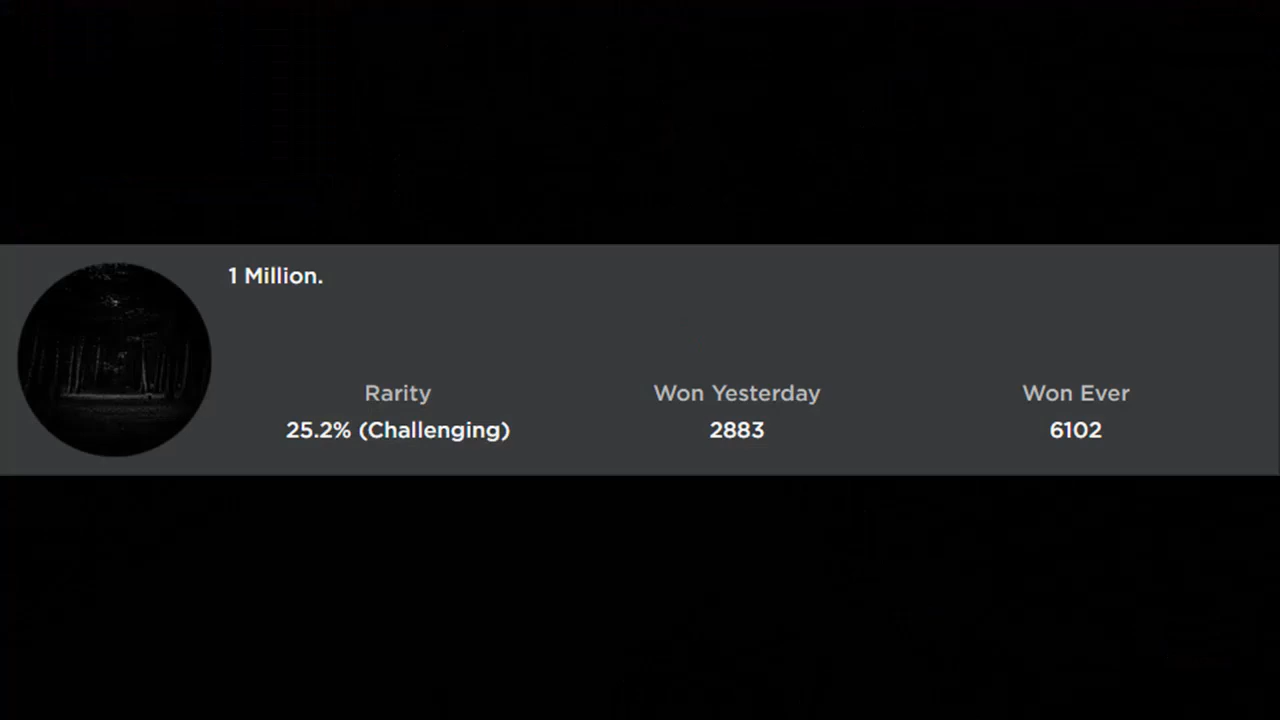 1 Million.
Rarity Won Yesterday Won Ever
25.2% (Challenging) 2883 6102